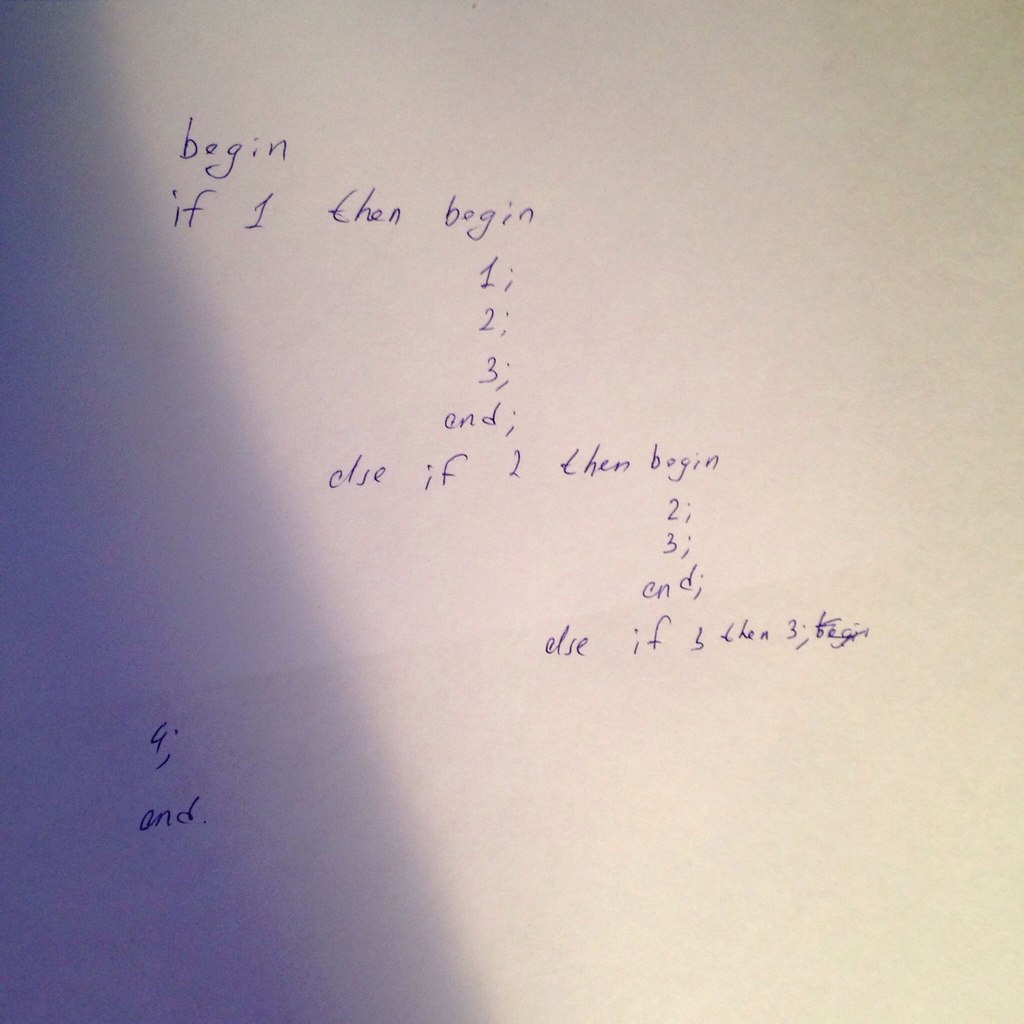 begin
if 1 then begin
1;
2;
3;
end;
else if 2 then begin
2;
3;
end;
else if 3 then 3; begin
4;
end.